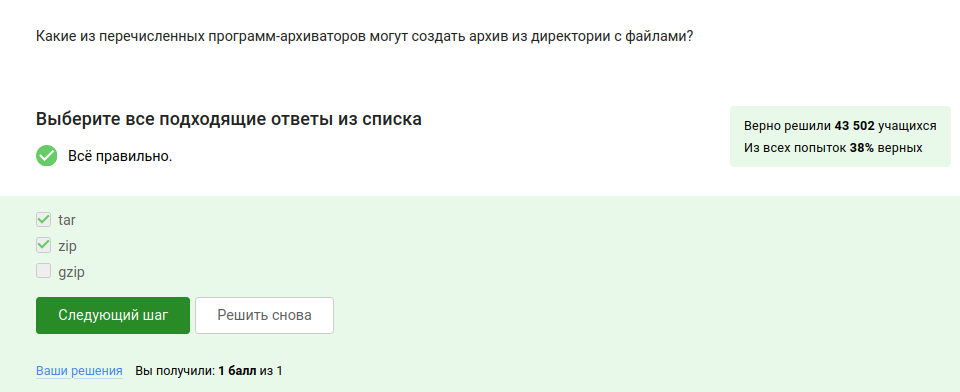 Какие из перечисленных программ-архиваторов могут создать архив из директории с файлами?
Выберите все подходящие ответы из списка
Всё правильно.
Верно решили 43 502 учащихся
Из всех попыток 38% верных
tar
zip
gzip
Следующий шаг
Решить снова
Ваши решения Вы получили: 1 балл из 1